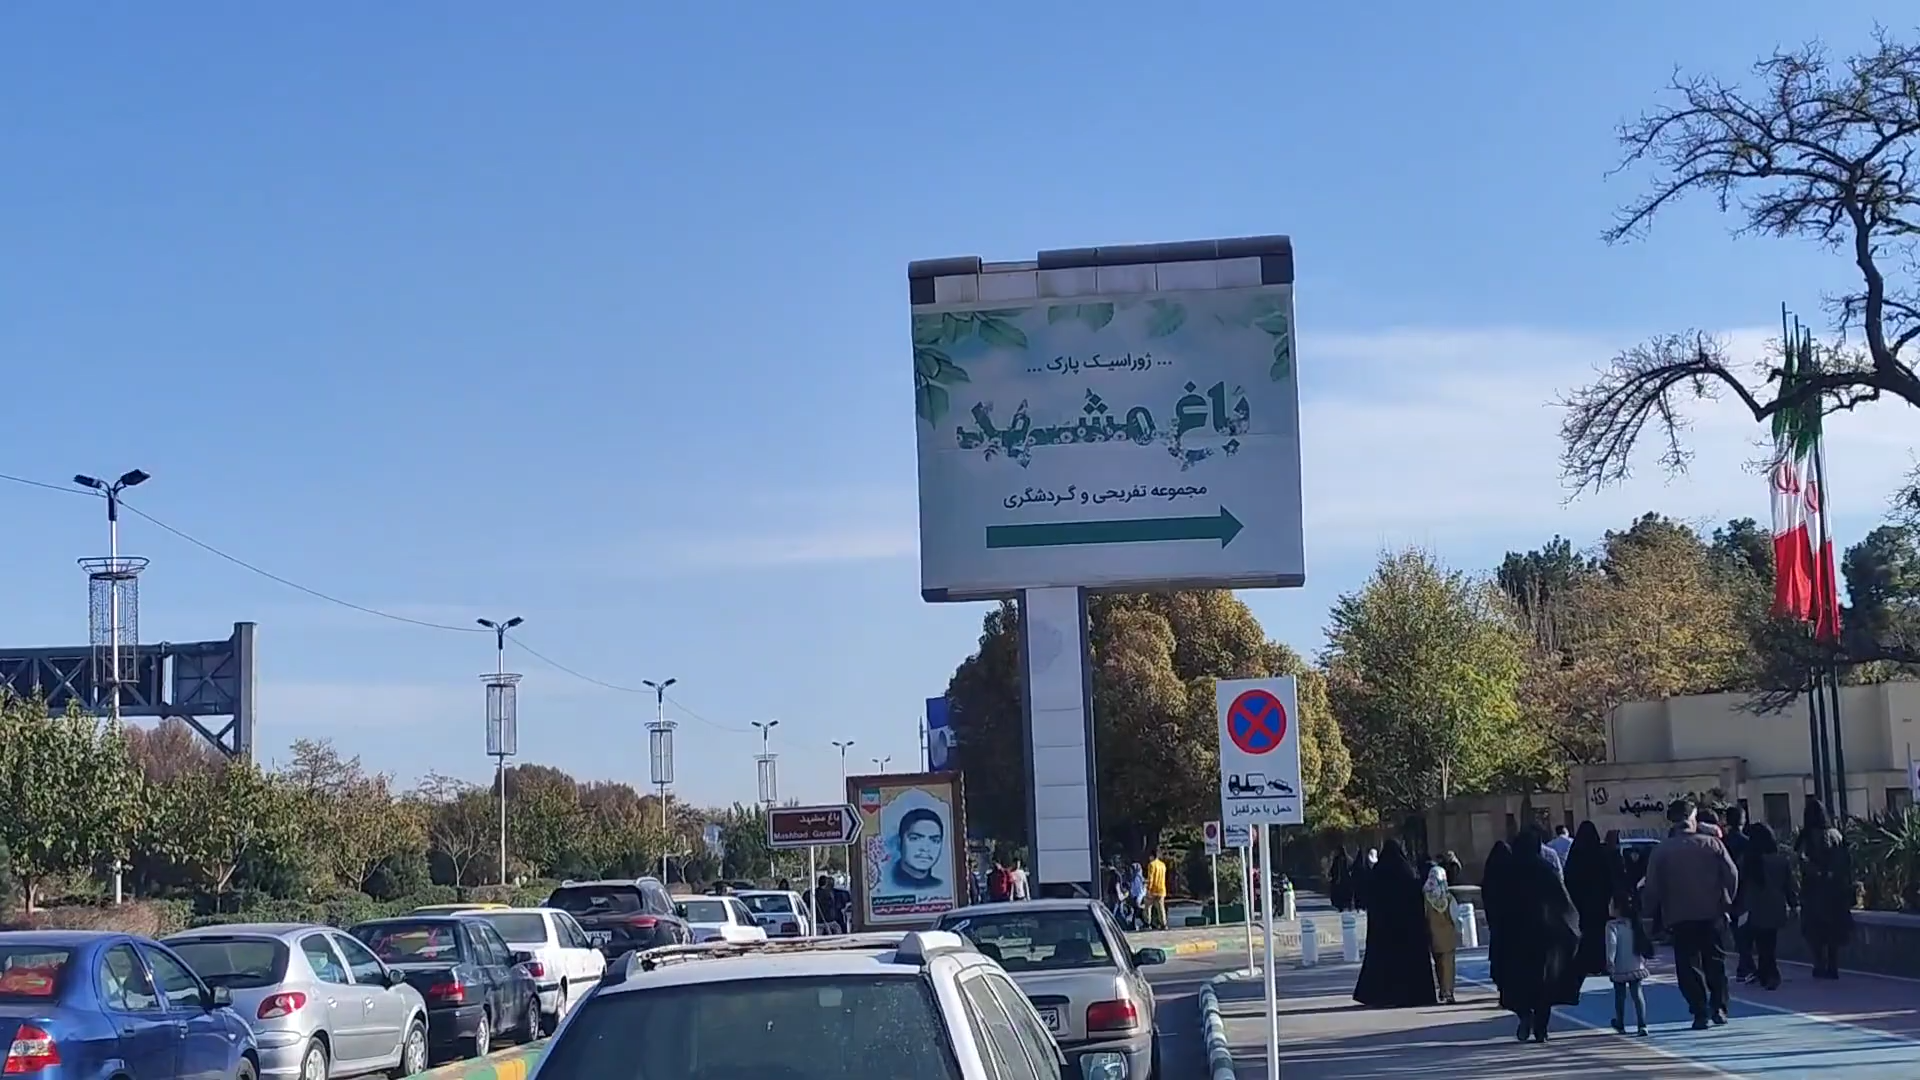 ... ژوراسیک پارک ...
باغ مشهد
مجموعه تفریحی و گردشگری
باغ مشهد
Mashhad Garden
حمل با جرثقیل
مشهد